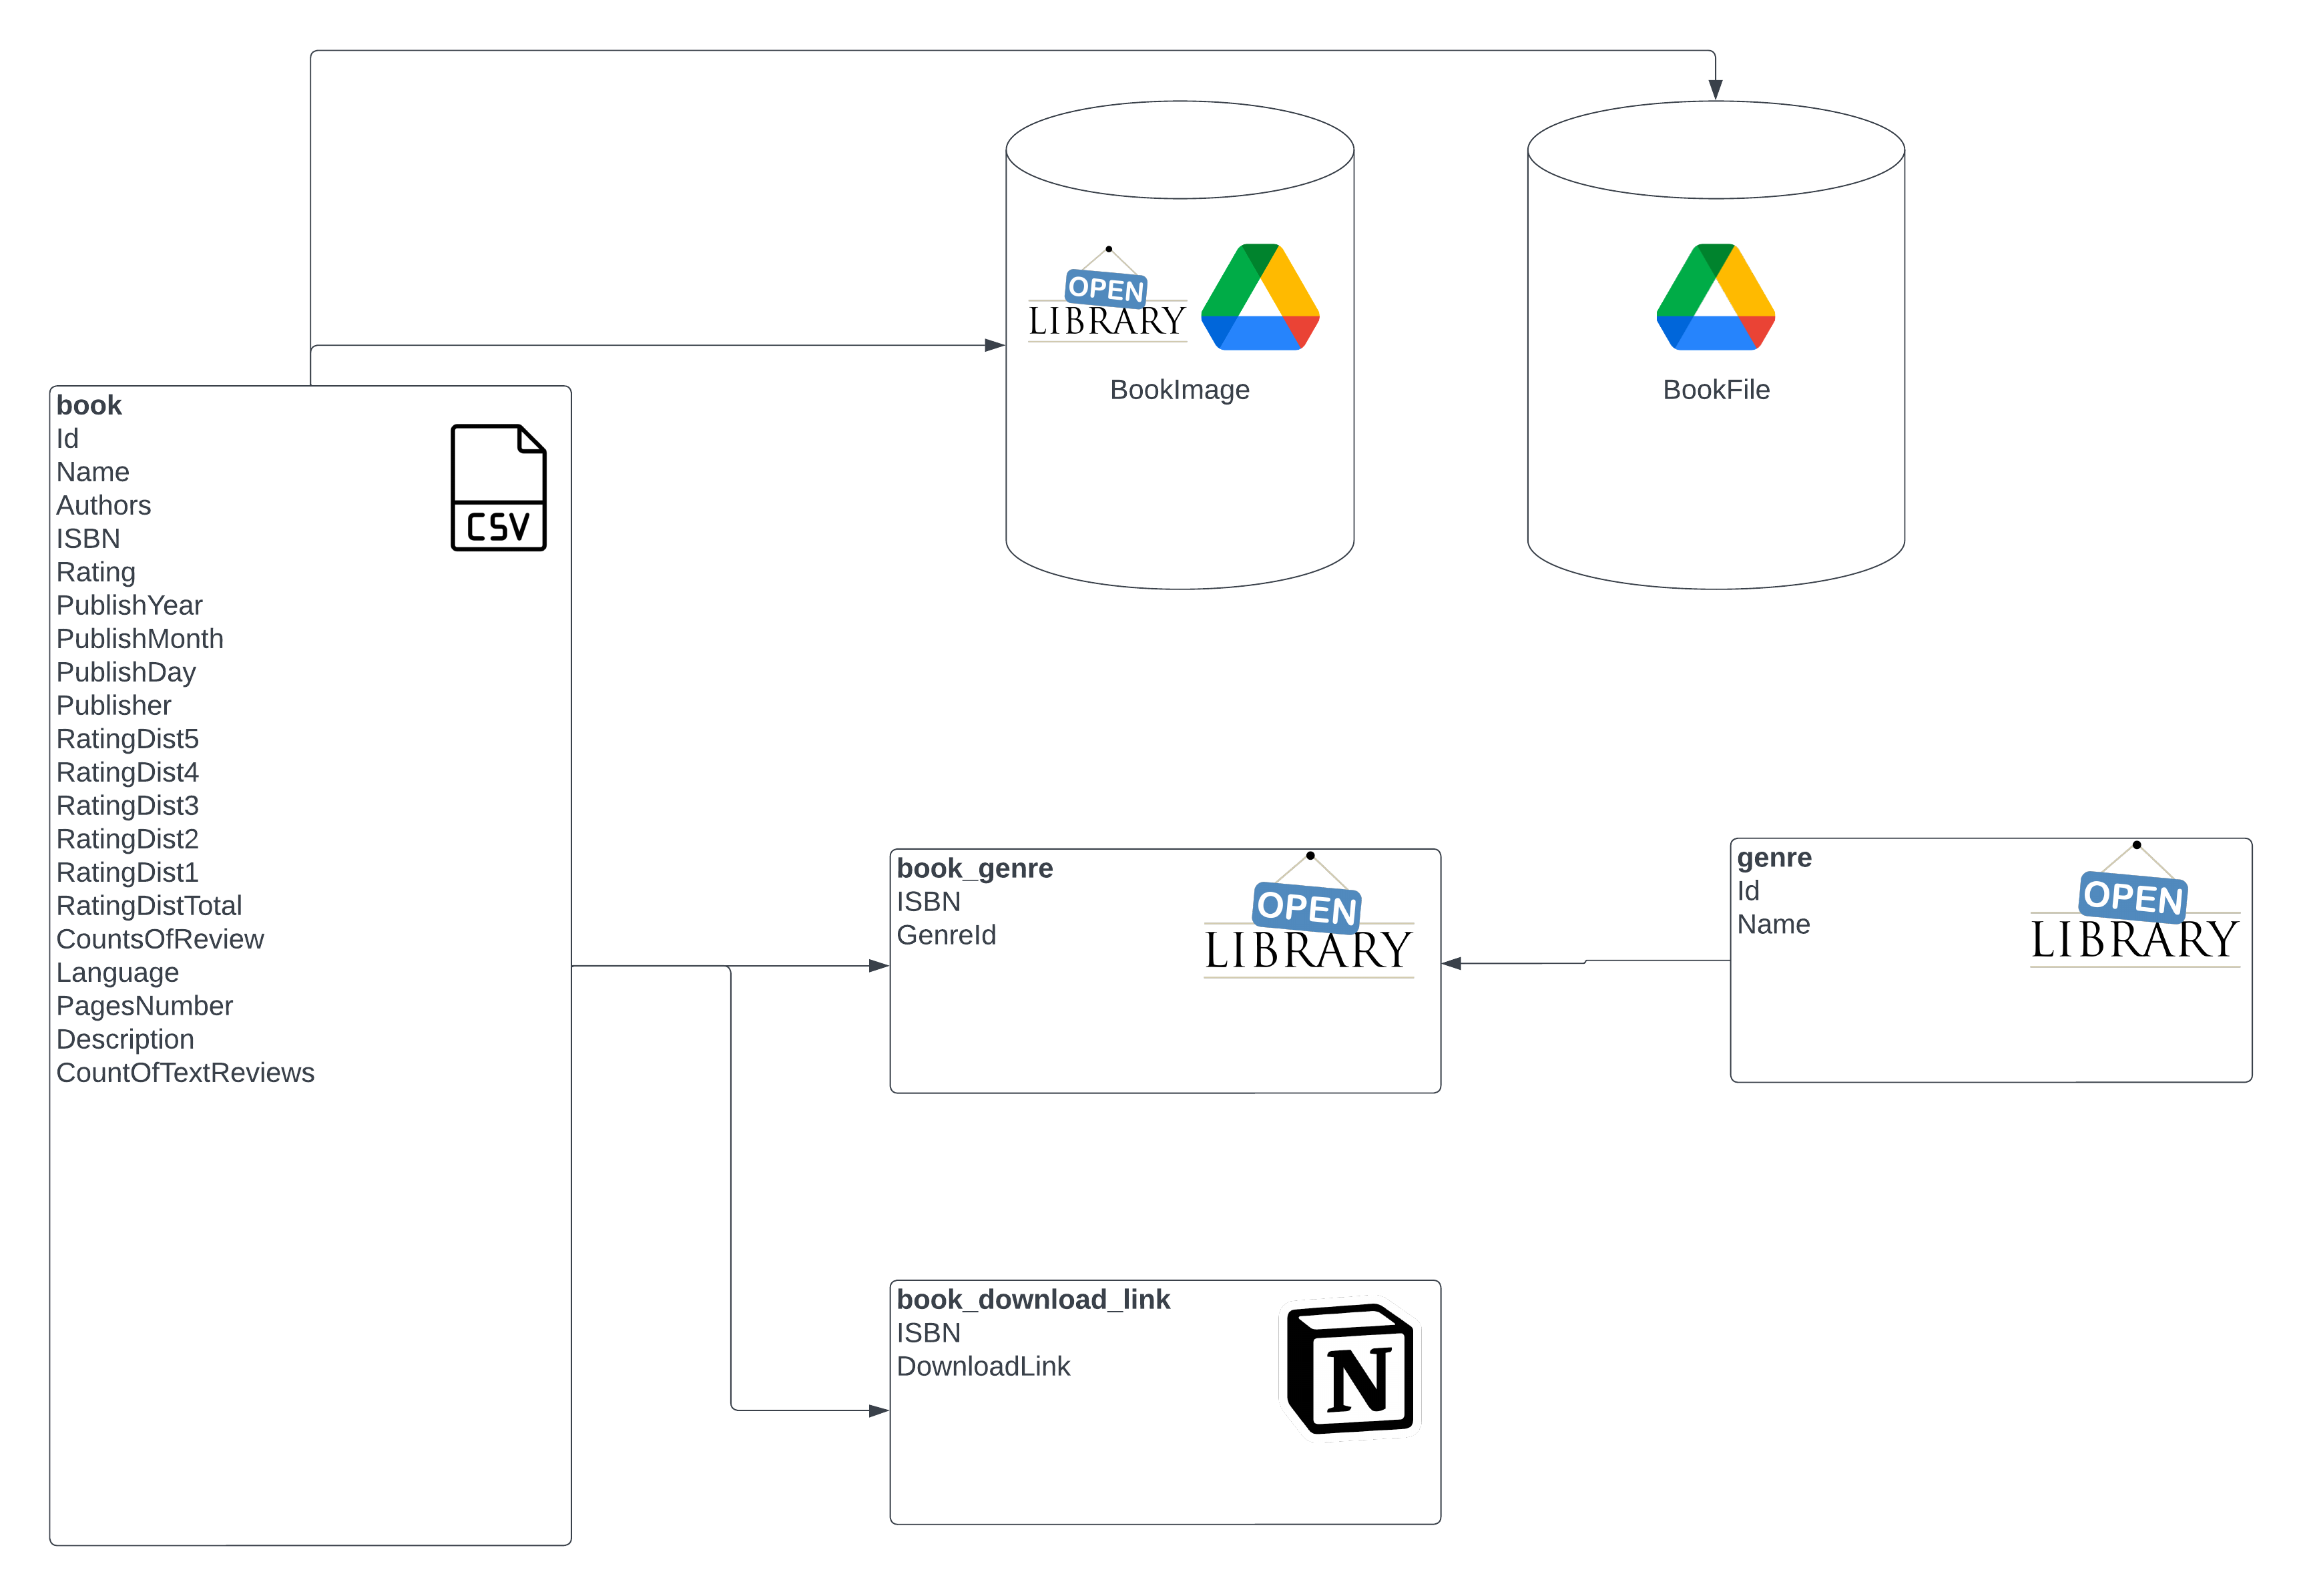 OPEN
LIBRARY
BookImage
BookFile
book
Id
Name
Authors
ISBN
Rating
PublishYear
PublishMonth
PublishDay
Publisher
RatingDist5
RatingDist4
RatingDist3
RatingDist2
RatingDist1
RatingDistTotal
CountsOfReview
Language
PagesNumber
Description
CountOfTextReviews
CSV
book_genre
ISBN
GenreId
OPEN
LIBRARY
genre
Id
Name
OPEN
LIBRARY
book_download_link
ISBN
DownloadLink
N